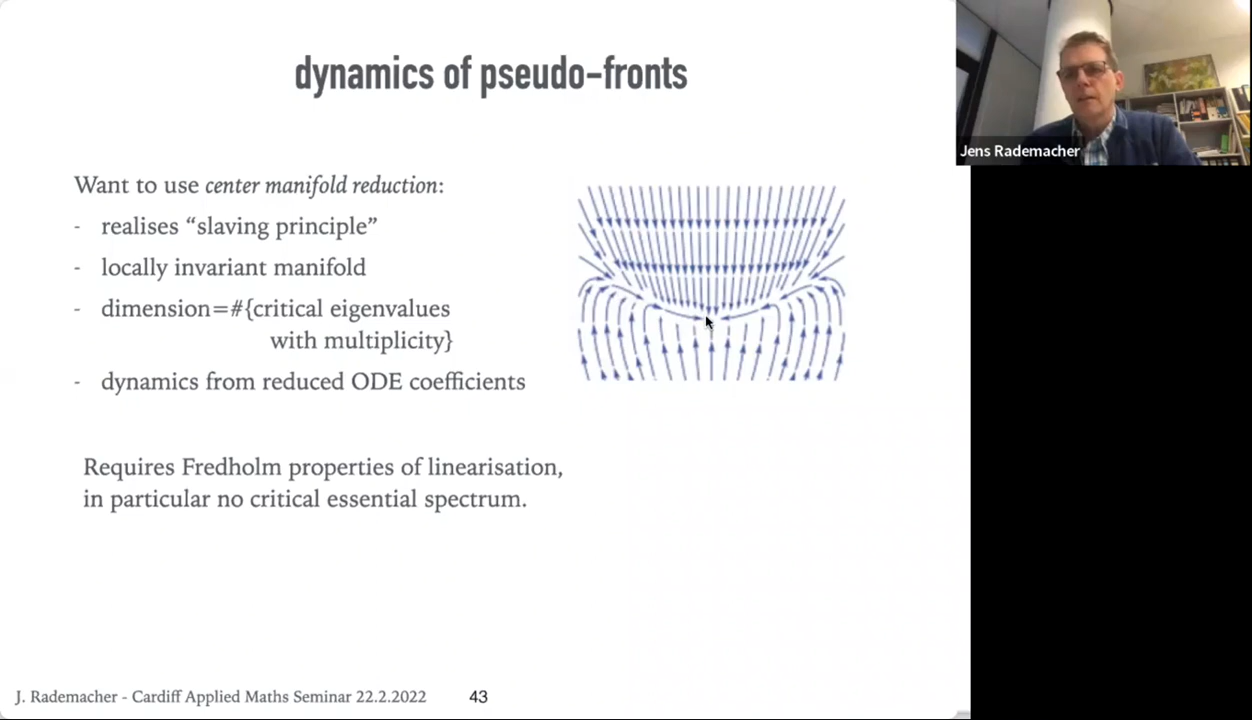 dynamics of pseudo-fronts
Jens Rademacher
Want to use center manifold reduction:
- realises “slaving principle”
- locally invariant manifold
- dimension=#{critical eigenvalues
with multiplicity}
- dynamics from reduced ODE coefficients
Requires Fredholm properties of linearisation,
in particular no critical essential spectrum.
J. Rademacher - Cardiff Applied Maths Seminar 22.2.2022 43